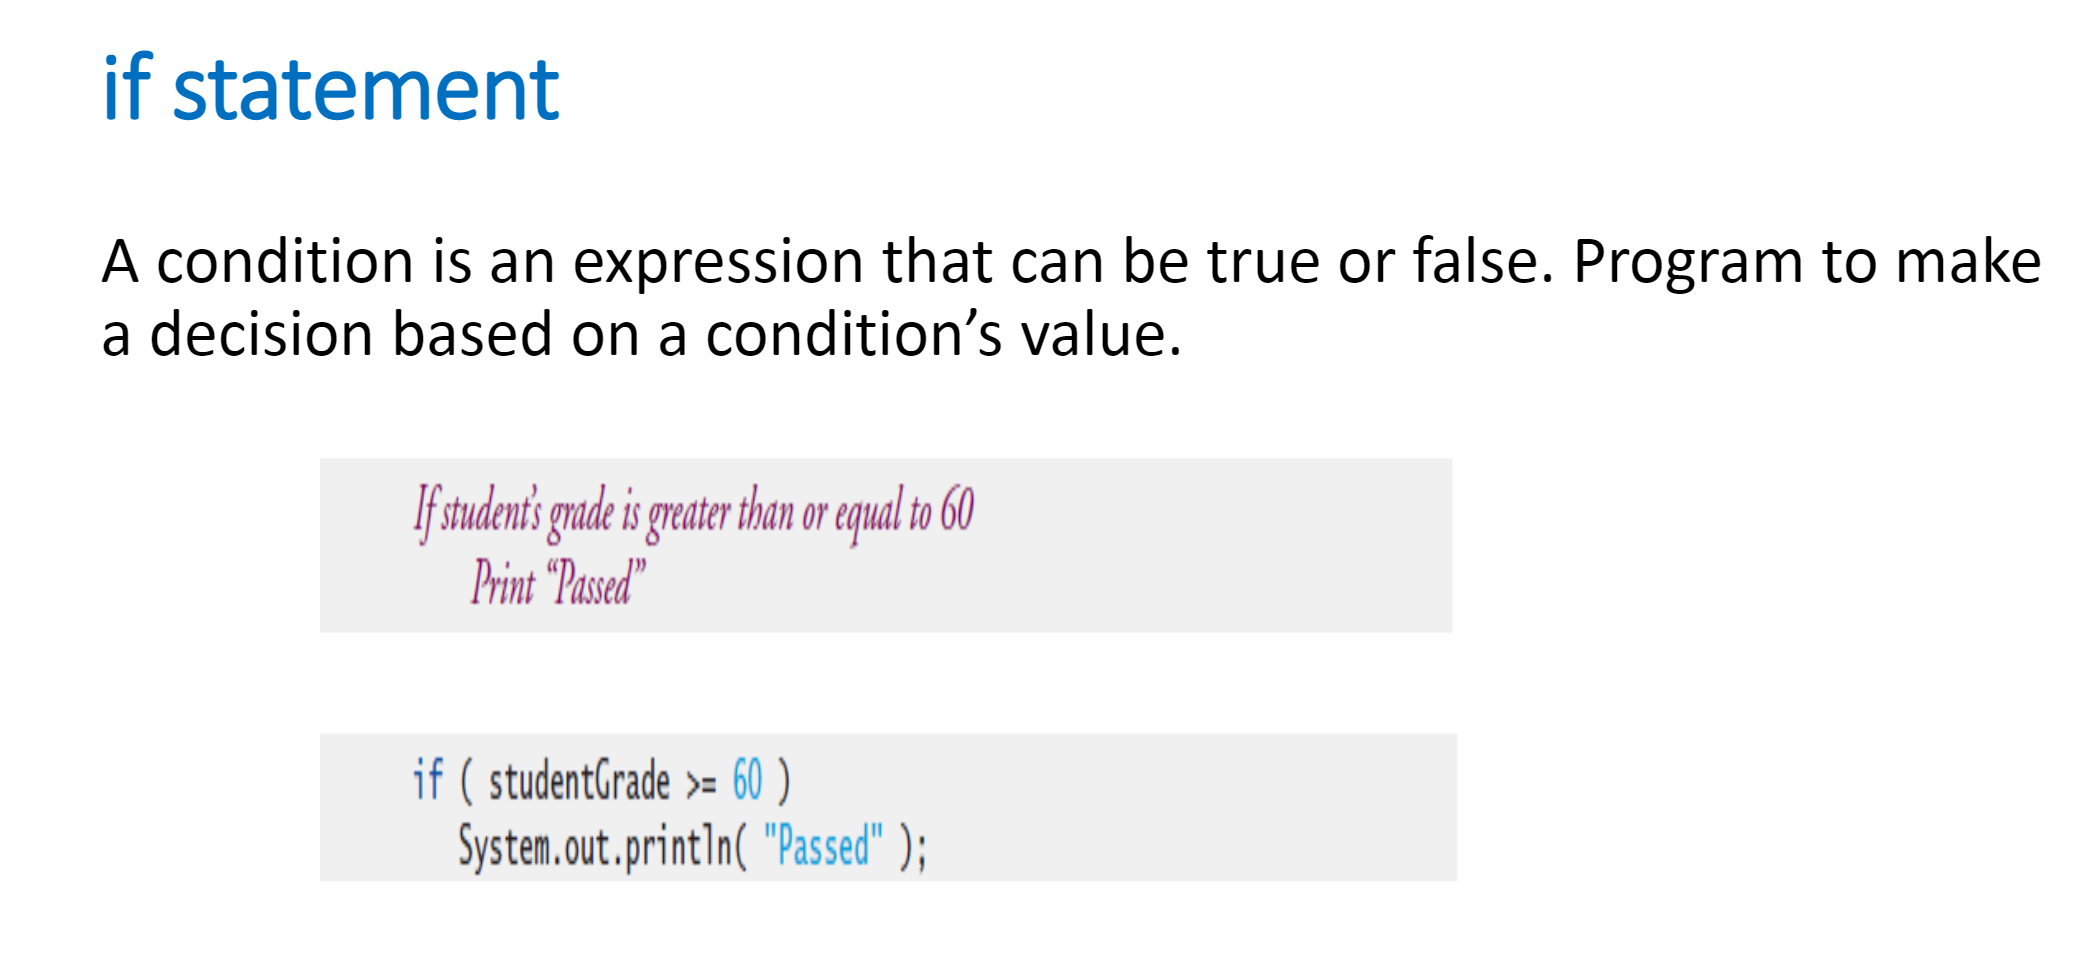 if statement
A condition is an expression that can be true or false. Program to make
a decision based on a condition’s value.
If student’s grade is greater than or equal to 60
Print “Passed”
if ( studentGrade >= 60 )
System.out.println( "Passed" );